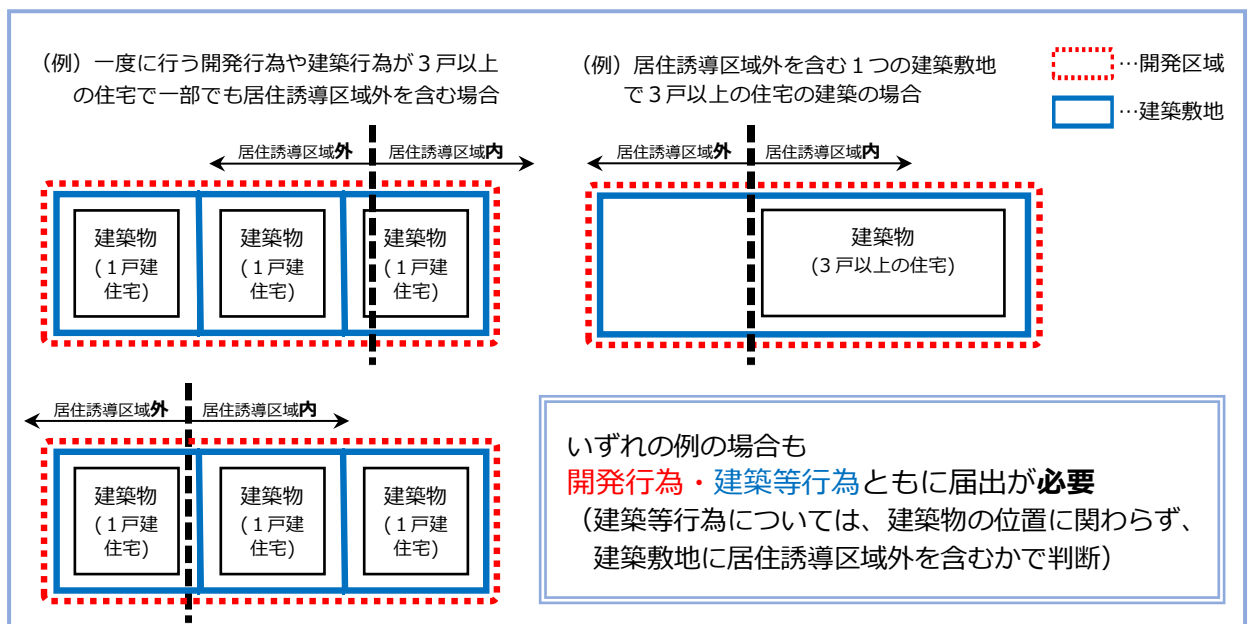 （例）一度に行う開発行為や建築行為が３戸以上
の住宅で一部でも居住誘導区域外を含む場合
居住誘導区域外
居住誘導区域内
建築物
(１戸建
住宅)
建築物
(１戸建
住宅)
建築物
(１戸建
住宅)
（例）居住誘導区域外を含む１つの建築敷地
で３戸以上の住宅の建築の場合
居住誘導区域外
居住誘導区域内
建築物
(３戸以上の住宅)
…開発区域
…建築敷地
居住誘導区域外
居住誘導区域内
建築物
(１戸建
住宅)
建築物
(１戸建
住宅)
建築物
(１戸建
住宅)
いずれの例の場合も
開発行為・建築等行為ともに届出が必要
（建築等行為については、建築物の位置に関わらず、
建築敷地に居住誘導区域外を含むかで判断）